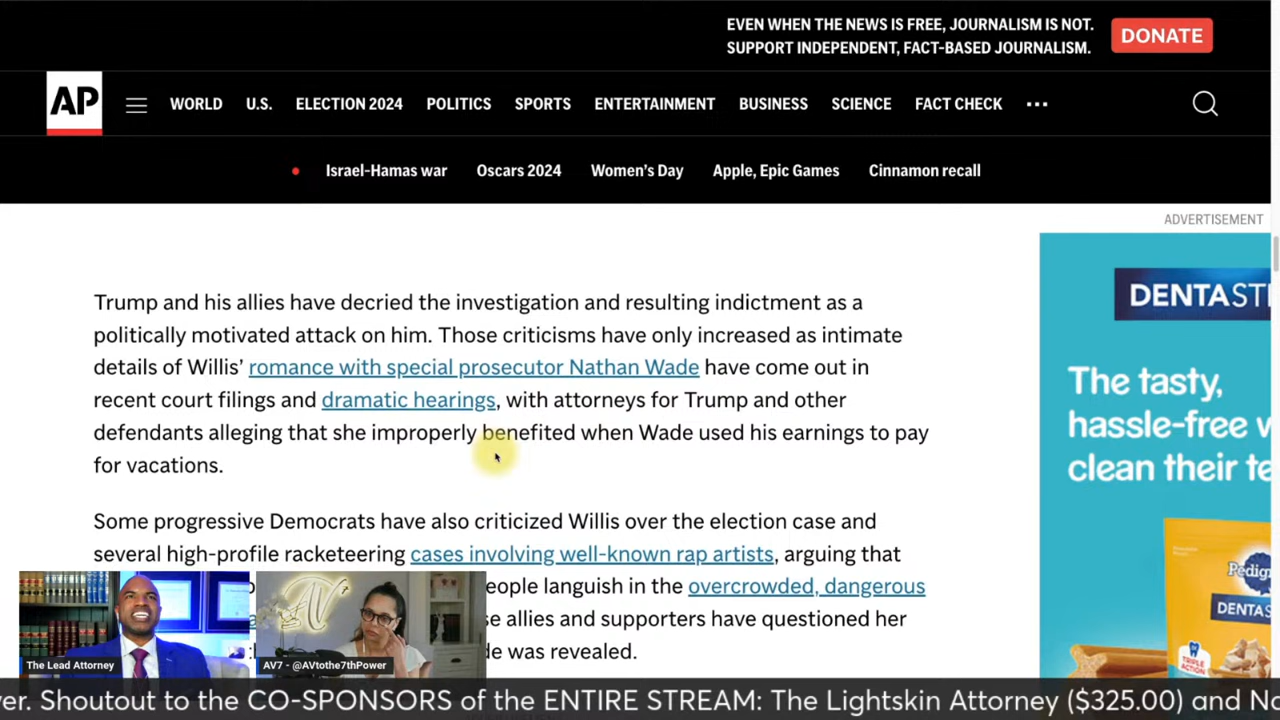 EVEN WHEN THE NEWS IS FREE, JOURNALISM IS NOT.
SUPPORT INDEPENDENT, FACT-BASED JOURNALISM.
DONATE
AP
WORLD U.S. ELECTION 2024 POLITICS SPORTS ENTERTAINMENT BUSINESS SCIENCE FACT CHECK
Israel-Hamas war Oscars 2024 Women's Day Apple, Epic Games Cinnamon recall
ADVERTISEMENT
Trump and his allies have decried the investigation and resulting indictment as a
politically motivated attack on him. Those criticisms have only increased as intimate
details of Willis' romance with special prosecutor Nathan Wade have come out in
recent court filings and dramatic hearings, with attorneys for Trump and other
defendants alleging that she improperly benefited when Wade used his earnings to pay
for vacations.
Some progressive Democrats have also criticized Willis over the election case and
several high-profile racketeering cases involving well-known rap artists, arguing that
eople languish in the overcrowded, dangerous
se allies and supporters have questioned her
de was revealed.
DENTAST
The tasty,
hassle-free
clean their te
Pedig
DENTAS
TRIPLE
ACTION
The Lead Attorney
AV7 - @AVtothe7thPower
er. Shoutout to the CO-SPONSORS of the ENTIRE STREAM: The Lightskin Attorney ($325.00) and No